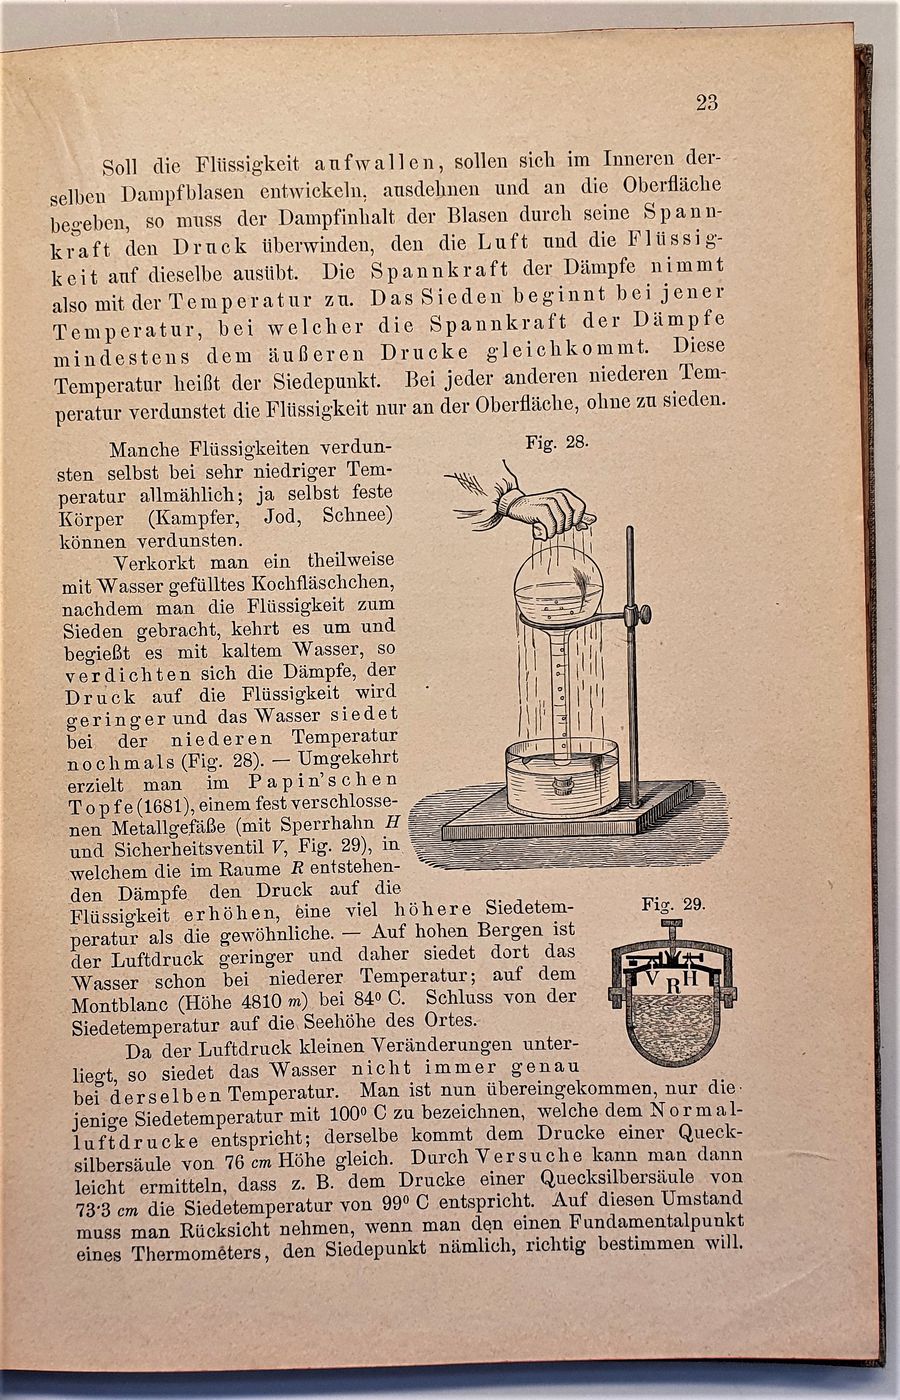 23
Soll die Flüssigkeit aufwallen, sollen sich im Inneren der-
selben Dampfblasen entwickeln, ausdehnen und an die Oberfläche
begeben, so muss der Dampfinhalt der Blasen durch seine Spann-
kraft den Druck überwinden, den die Luft und die Flüssig-
keit auf dieselbe ausübt. Die Spannkraft der Dämpfe nimmt
also mit der Temperatur zu. Das Sieden beginnt bei jener
Temperatur, bei welcher die Spannkraft der Dämpfe
mindestens dem äußeren Drucke gleichkommt. Diese
Temperatur heißt der Siedepunkt. Bei jeder anderen niederen Tem-
peratur verdunstet die Flüssigkeit nur an der Oberfläche, ohne zu sieden.
Manche Flüssigkeiten verdun-
sten selbst bei sehr niedriger Tem-
peratur allmählich; ja selbst feste
Körper (Kampfer, Jod, Schnee)
können verdunsten.
Verkorkt man ein theilweise
mit Wasser gefülltes Kochfläschchen,
nachdem man die Flüssigkeit zum
Sieden gebracht, kehrt es um und
begießt es mit kaltem Wasser, so
verdichten sich die Dämpfe, der
Druck auf die Flüssigkeit wird
geringer und das Wasser siedet
bei der niederen Temperatur
nochmals (Fig. 28). — Umgekehrt
erzielt man im Papin'schen
Topfe (1681), einem fest verschlosse-
nen Metallgefäße (mit Sperrhahn H
und Sicherheitsventil V, Fig. 29), in
welchem die im Raume R entstehen-
den Dämpfe den Druck auf die
Flüssigkeit erhöhen, eine viel höhere Siedetem-
peratur als die gewöhnliche. — Auf hohen Bergen ist
der Luftdruck geringer und daher siedet dort das
Wasser schon bei niederer Temperatur; auf dem
Montblanc (Höhe 4810 m) bei 84º C. Schluss von der
Siedetemperatur auf die Seehöhe des Ortes.
Fig. 28.
Fig. 29.
V R H
Da der Luftdruck kleinen Veränderungen unter-
liegt, so siedet das Wasser nicht immer genau
bei derselben Temperatur. Man ist nun übereingekommen, nur die-
jenige Siedetemperatur mit 100º C zu bezeichnen, welche dem Normal-
luftdrucke entspricht; derselbe kommt dem Drucke einer Queck-
silbersäule von 76 cm Höhe gleich. Durch Versuche kann man dann
leicht ermitteln, dass z. B. dem Drucke einer Quecksilbersäule von
73·3 cm die Siedetemperatur von 99º C entspricht. Auf diesen Umstand
muss man Rücksicht nehmen, wenn man den einen Fundamentalpunkt
eines Thermometers, den Siedepunkt nämlich, richtig bestimmen will.